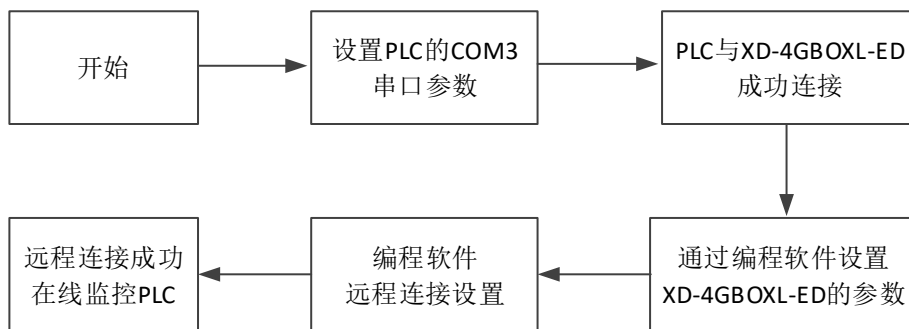 开始
设置PLC的COM3
串口参数
PLC与XD-4GBOXL-ED
成功连接
通过编程软件设置
XD-4GBOXL-ED的参数
编程软件
远程连接设置
远程连接成功
在线监控PLC